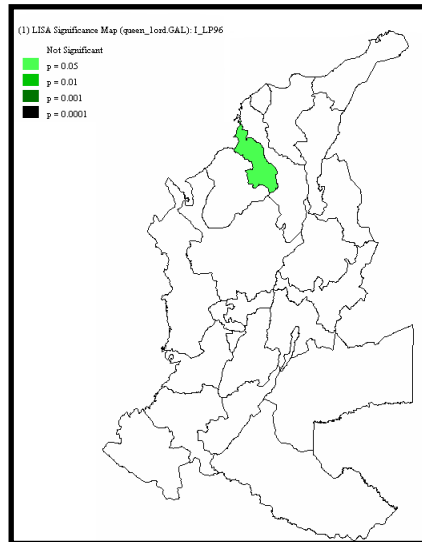 (1) LISA Significance Map (queen_1ord.GAL): I_LP96
Not Significant
p = 0.05
p = 0.01
p = 0.001
p = 0.0001